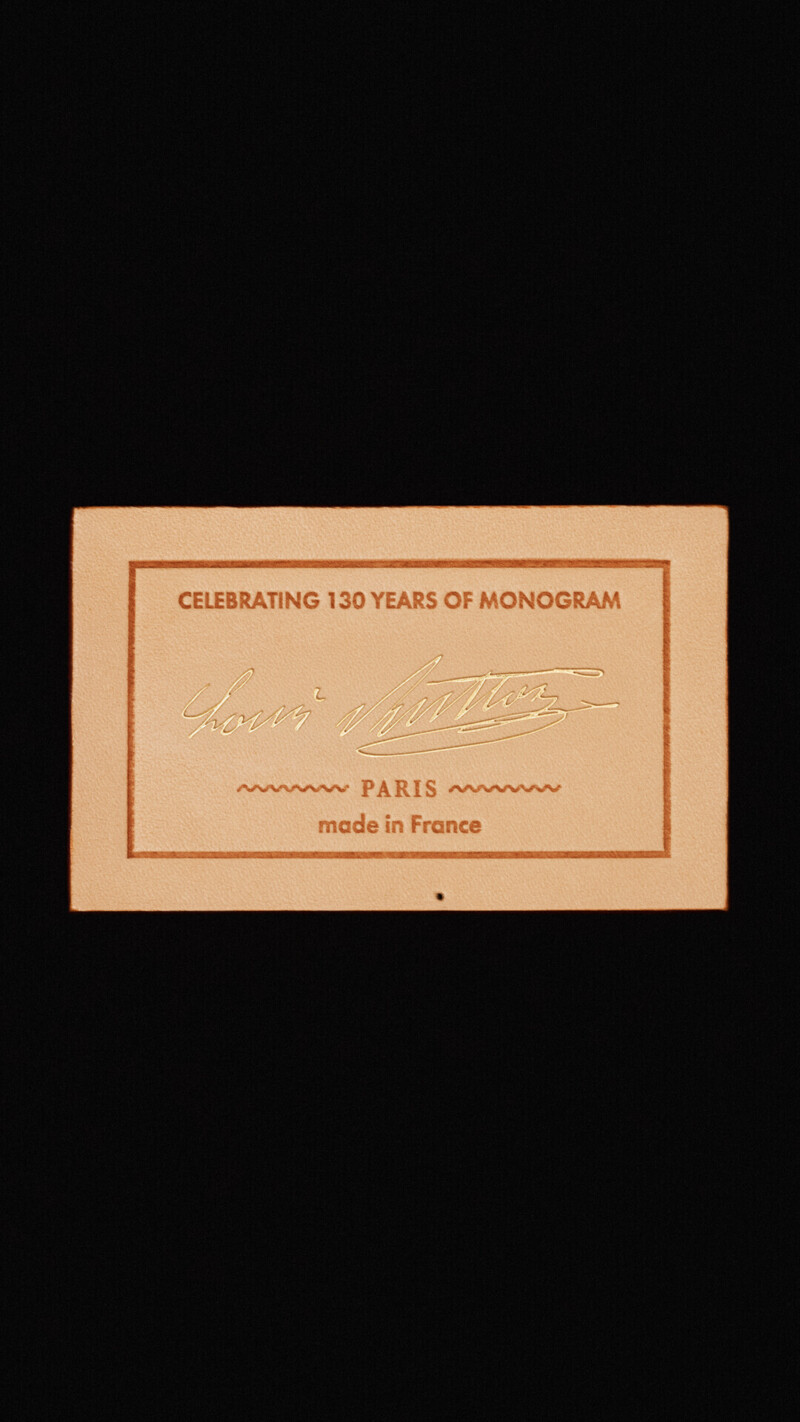 CELEBRATING 130 YEARS OF MONOGRAM
Louis Vuitton
PARIS
made in France